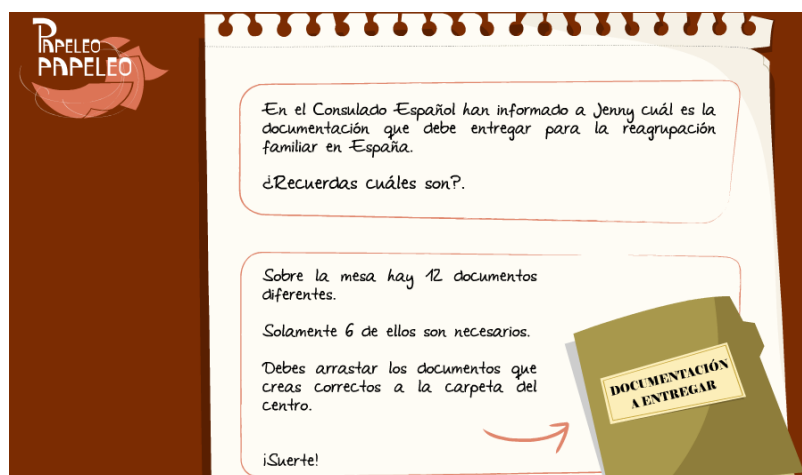 PAPELEO
PAPELEO
En el Consulado Español han informado a Jenny cuál es la
documentación que debe entregar para la reagrupación
familiar en España.
¿Recuerdas cuáles son?.
Sobre la mesa hay 12 documentos
diferentes.
Solamente 6 de ellos son necesarios.
Debes arrastar los documentos que
creas correctos a la carpeta del
centro.
¡Suerte!
DOCUMENTACIÓN
A ENTREGAR